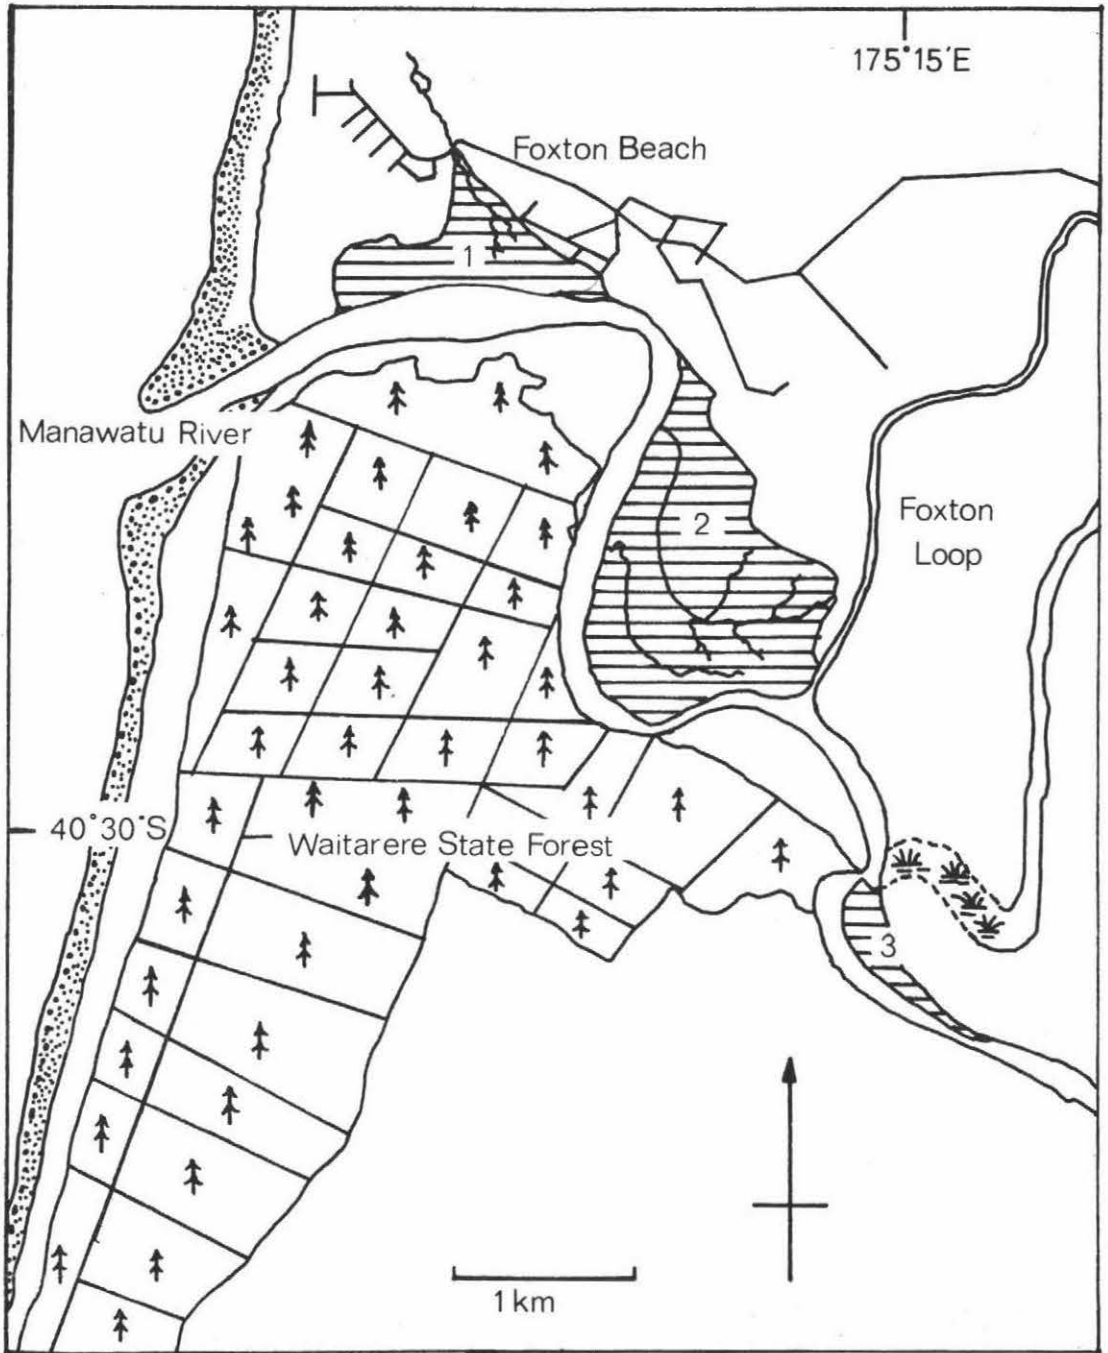 175°15'E
Foxton Beach
1
Manawatu River
2
Foxton
Loop
40°30'S
Waitarere State Forest
3
1 km